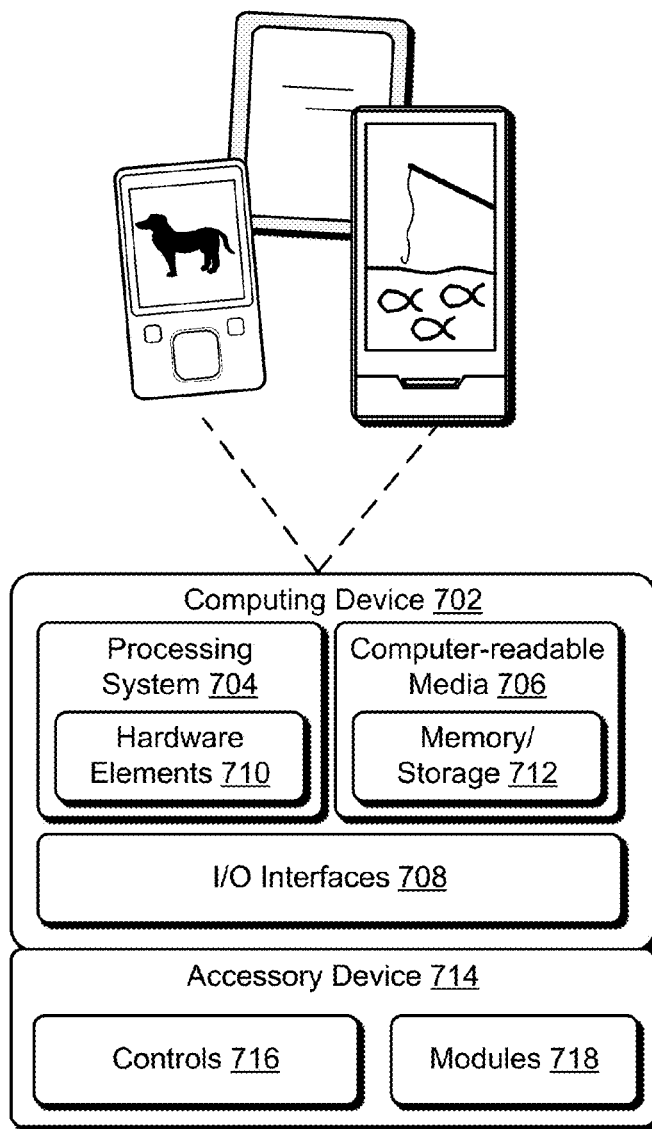 Computing Device 702
Processing
System 704
Computer-readable
Media 706
Hardware
Elements 710
Memory/
Storage 712
I/O Interfaces 708
Accessory Device 714
Controls 716
Modules 718